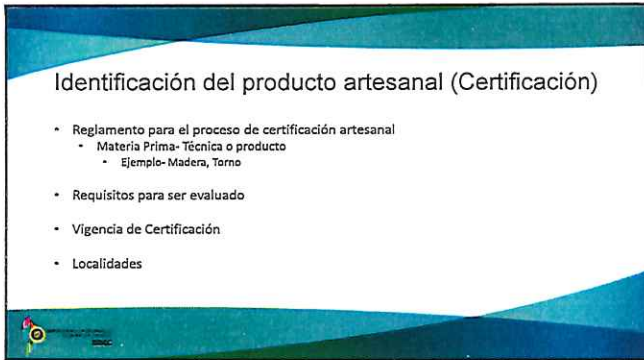 Identificación del producto artesanal (Certificación)
• Reglamento para el proceso de certificación artesanal
• Materia Prima- Técnica o producto
• Ejemplo- Madera, Torno
• Requisitos para ser evaluado
• Vigencia de Certificación
• Localidades